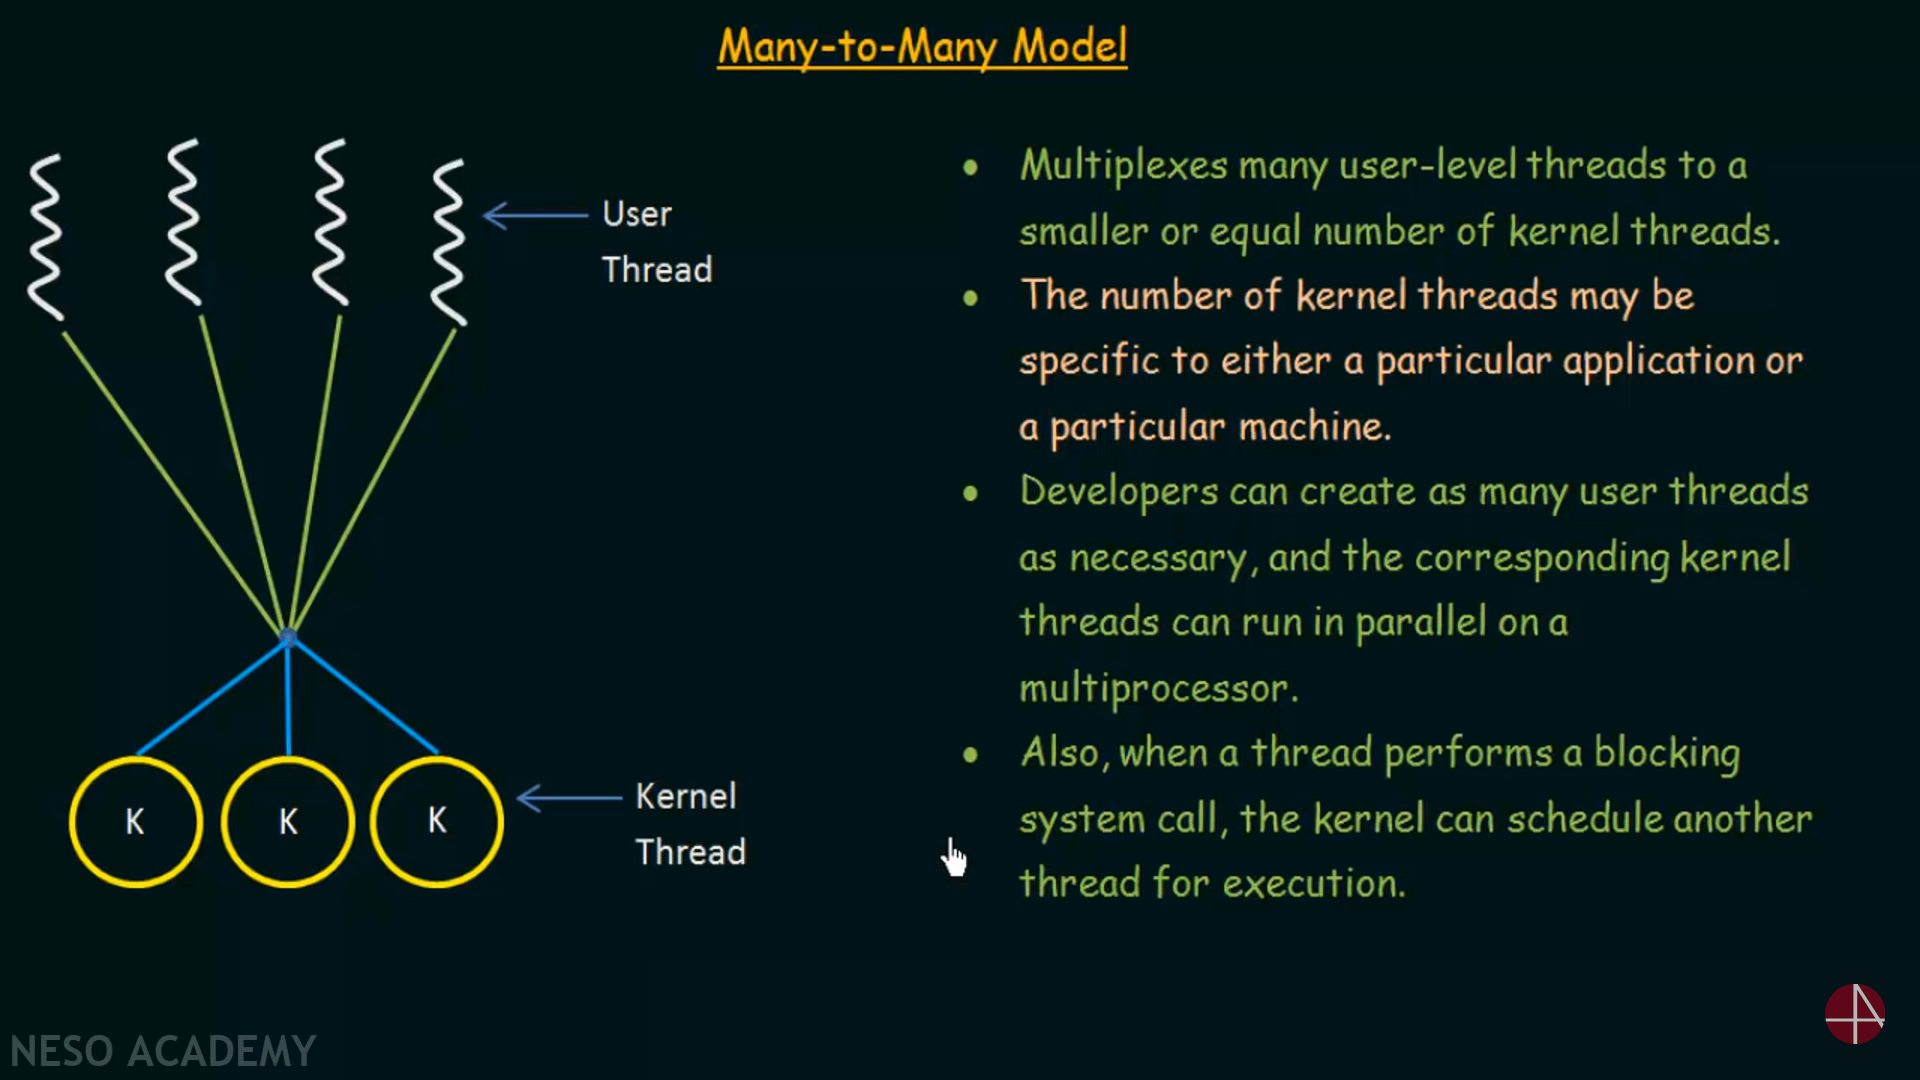 Many-to-Many Model
User
Thread
K
K
K
Kernel
Thread
• Multiplexes many user-level threads to a
smaller or equal number of kernel threads.
• The number of kernel threads may be
specific to either a particular application or
a particular machine.
• Developers can create as many user threads
as necessary, and the corresponding kernel
threads can run in parallel on a
multiprocessor.
• Also, when a thread performs a blocking
system call, the kernel can schedule another
thread for execution.
NESO ACADEMY